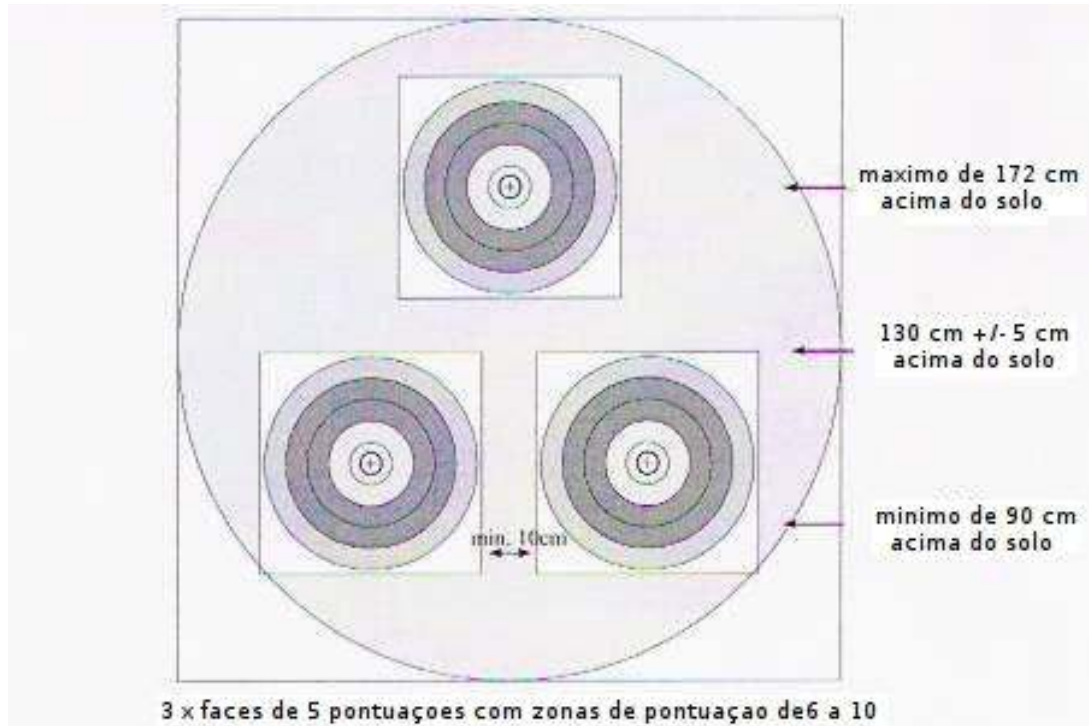 maximo de 172 cm
acima do solo
130 cm +/- 5 cm
acima do solo
minimo de 90 cm
acima do solo
min. 10cm
3 x faces de 5 pontuaçoes com zonas de pontuaçao de6 a 10